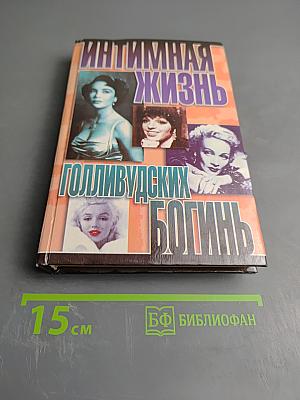 ИНТИМНАЯ
ЖИЗНЬ
ГОЛЛИВУДСКИХ
БОГИНЬ
15 см
БФ БИБЛИОФАН